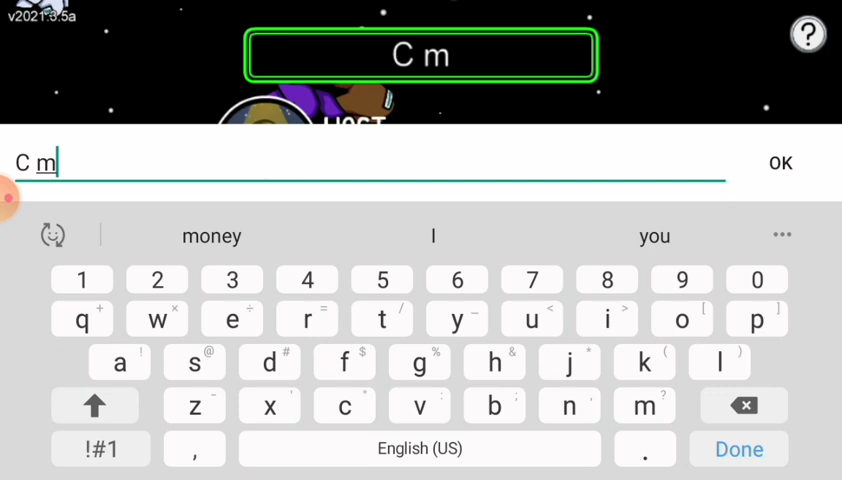 v2021.3.5a
C m
?
HOST
C m
OK
money I you ...
1 2 3 4 5 6 7 8 9 0
q + w × e ÷ r = t / y _ u < i > o [ p ]
a ! s @ d # f $ g % h & j * k ( l )
z - x ' c " v : b ; n , m ?
!#1 , English (US) . Done